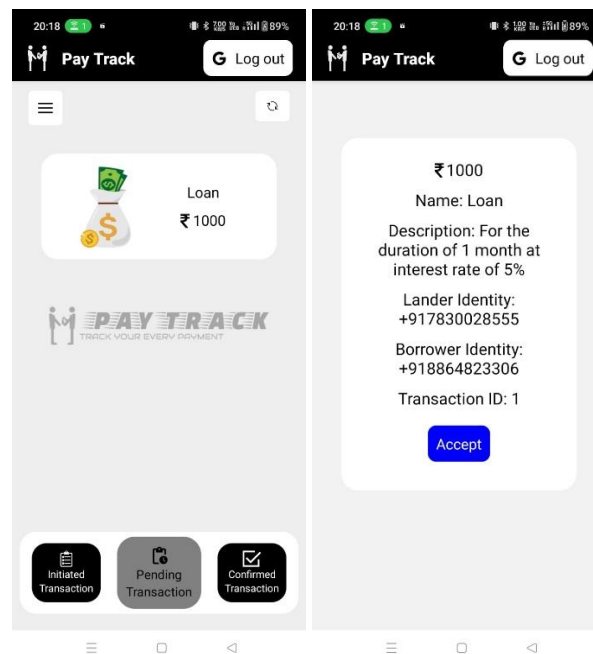 20:18
1
89%
Pay Track
G Log out
Loan
₹1000
PAY TRACK
TRACK YOUR EVERY PAYMENT
Initiated
Transaction
Pending
Transaction
Confirmed
Transaction
20:18
1
89%
Pay Track
G Log out
₹1000
Name: Loan
Description: For the
duration of 1 month at
interest rate of 5%
Lander Identity:
+917830028555
Borrower Identity:
+918864823306
Transaction ID: 1
Accept